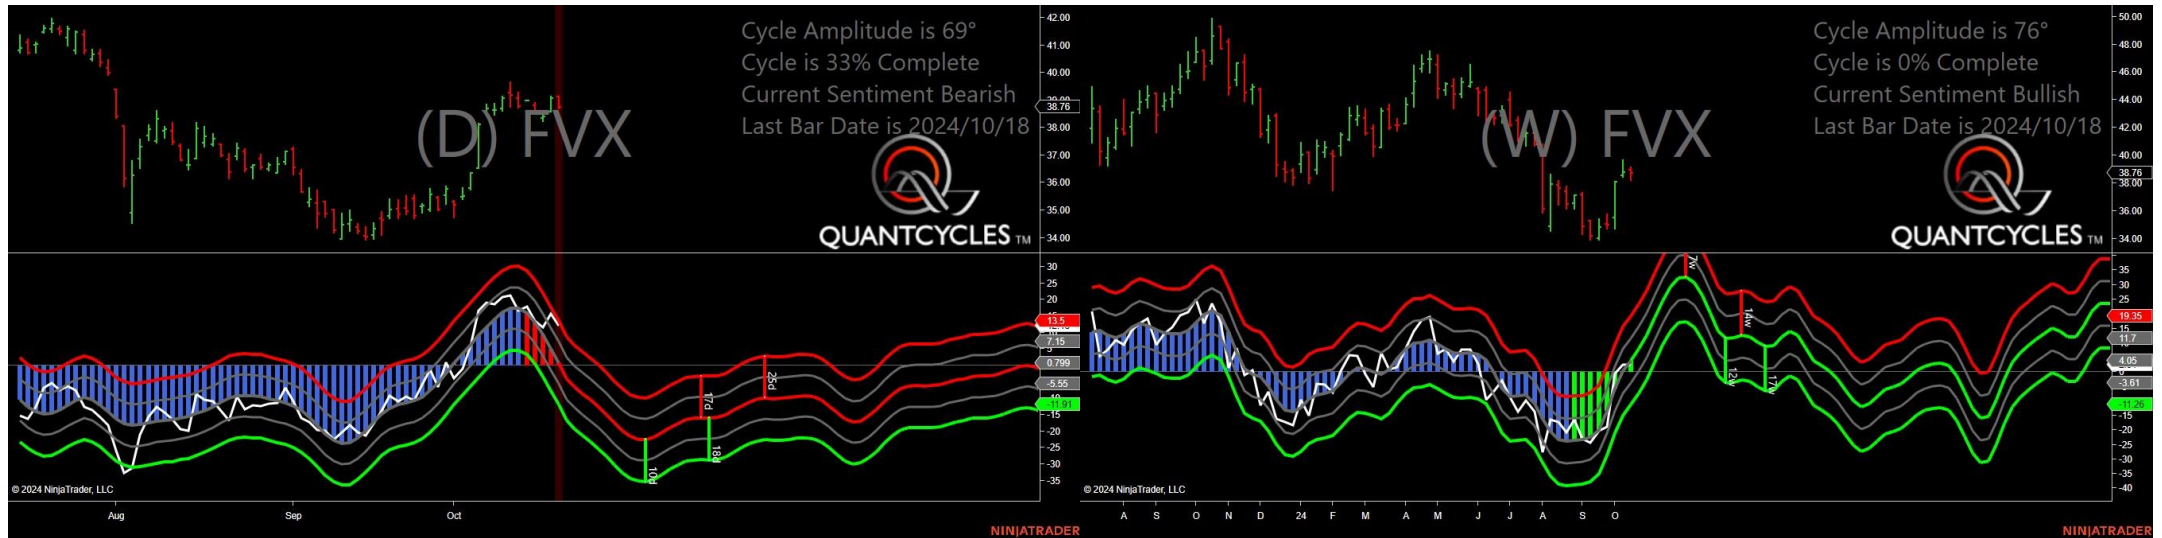 Cycle Amplitude is 69°
Cycle is 33% Complete
Current Sentiment Bearish
Last Bar Date is 2024/10/18
(D) FVX
QUANTCYCLES TM
42.00
41.00
40.00
38.76
38.00
37.00
36.00
35.00
34.00
30
25
20
13.5
7.15
0.799
-5.55
-11.91
-15
-20
-25
-30
-35
10d
17d
18d
25d
© 2024 NinjaTrader, LLC
Aug Sep Oct
NINJATRADER
Cycle Amplitude is 76°
Cycle is 0% Complete
Current Sentiment Bullish
Last Bar Date is 2024/10/18
(W) FVX
QUANTCYCLES TM
50.00
48.00
46.00
44.00
42.00
40.00
38.76
38.00
36.00
34.00
35
30
25
19.35
15
11.7
4.05
-3.61
-11.26
-15
-20
-25
-30
-35
-40
7w
14w
12w
17w
© 2024 NinjaTrader, LLC
A S O N D 24 F M A M J J A S O
NINJATRADER